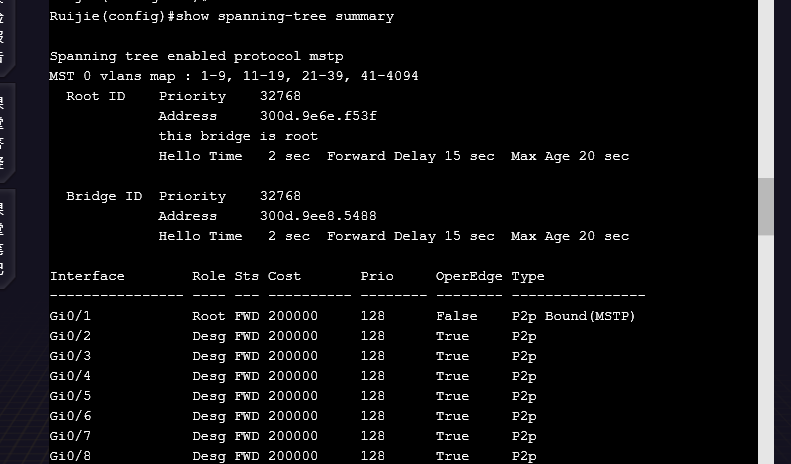 Ruijie(config)#show spanning-tree summary
Spanning tree enabled protocol mstp
MST 0 vlans map : 1-9, 11-19, 21-39, 41-4094
Root ID    Priority    32768
Address    300d.9e6e.f53f
this bridge is root
Hello Time   2 sec  Forward Delay 15 sec  Max Age 20 sec
Bridge ID  Priority    32768
Address    300d.9ee8.5488
Hello Time   2 sec  Forward Delay 15 sec  Max Age 20 sec
Interface        Role Sts Cost       Prio     OperEdge Type
---------------- ---- --- ---------- -------- -------- ----------------
Gi0/1            Root FWD 200000     128      False    P2p Bound(MSTP)
Gi0/2            Desg FWD 200000     128      True     P2p
Gi0/3            Desg FWD 200000     128      True     P2p
Gi0/4            Desg FWD 200000     128      True     P2p
Gi0/5            Desg FWD 200000     128      True     P2p
Gi0/6            Desg FWD 200000     128      True     P2p
Gi0/7            Desg FWD 200000     128      True     P2p
Gi0/8            Desg FWD 200000     128      True     P2p